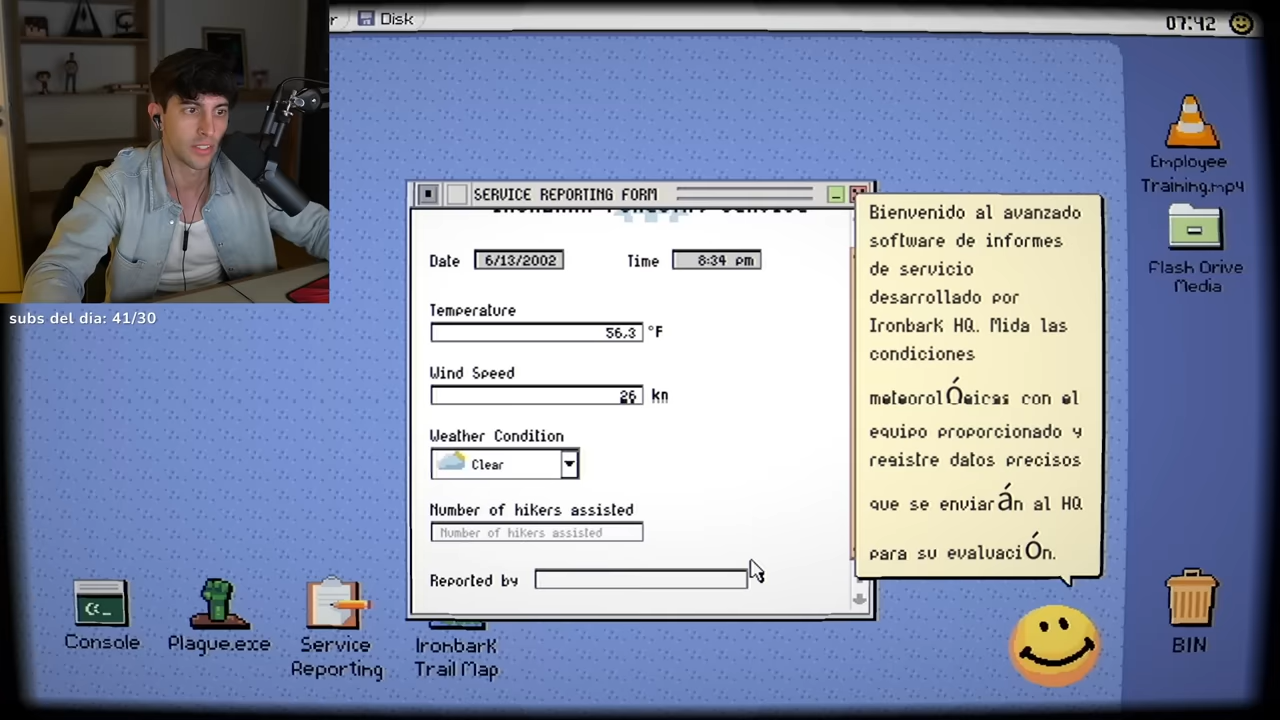 Disk
07:42
subs del dia: 41/30
SERVICE REPORTING FORM
Date 6/13/2002 Time 8:34 pm
Temperature
56.3 °F
Wind Speed
26 kn
Weather Condition
Clear
Number of hikers assisted
Number of hikers assisted
Reported by
Bienvenido al avanzado
software de informes
de servicio
desarrollado por
Ironbark HQ. Mida las
condiciones
meteorolÓgicas con el
equipo proporcionado y
registre datos precisos
que se enviarán al HQ
para su evaluaciÓn.
Employee
Training.mp4
Flash Drive
Media
Console
Plague.exe
Service
Reporting
Ironbark
Trail Map
BIN